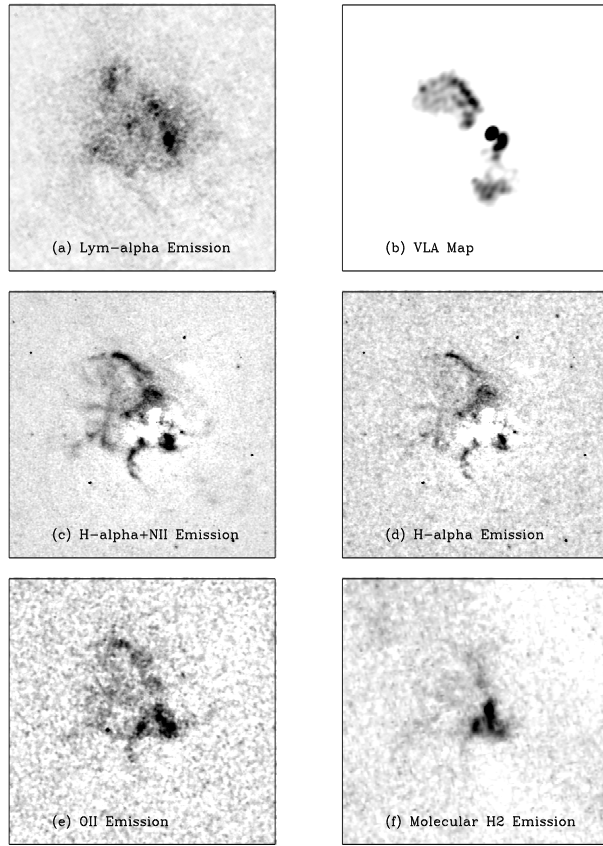 (a) Lym-alpha Emission
(b) VLA Map
(c) H-alpha+NII Emission
(d) H-alpha Emission
(e) OII Emission
(f) Molecular H2 Emission